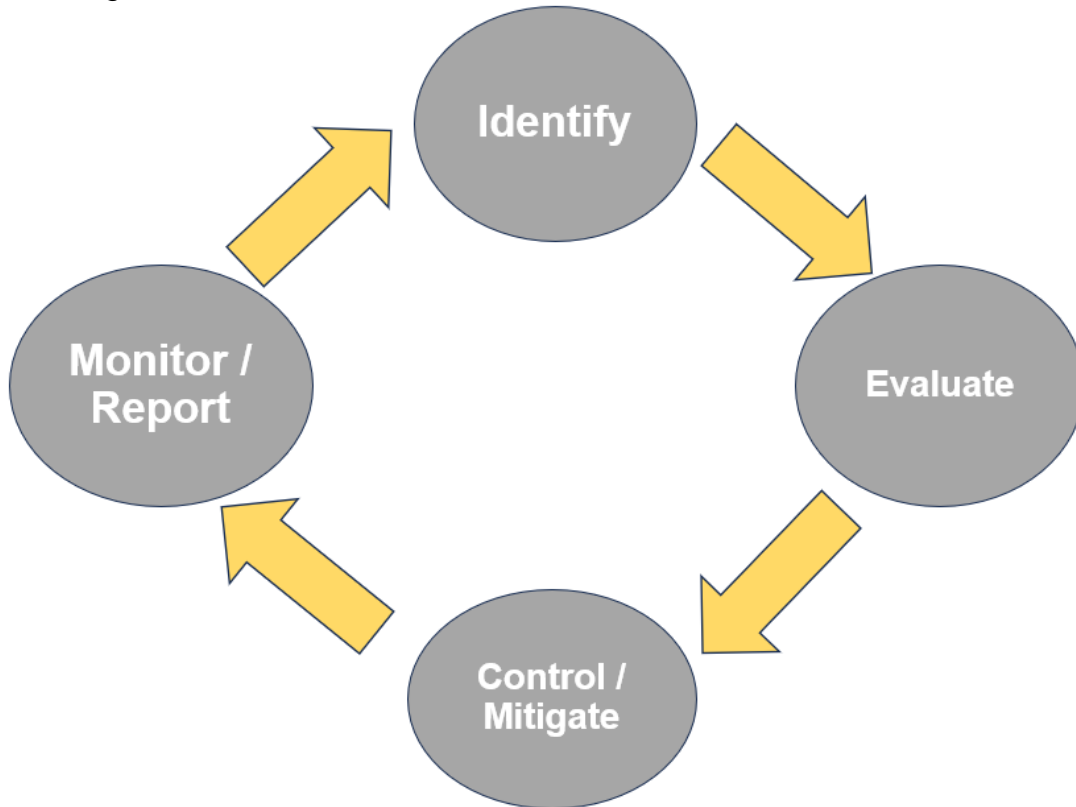 Identify
Evaluate
Control /
Mitigate
Monitor /
Report